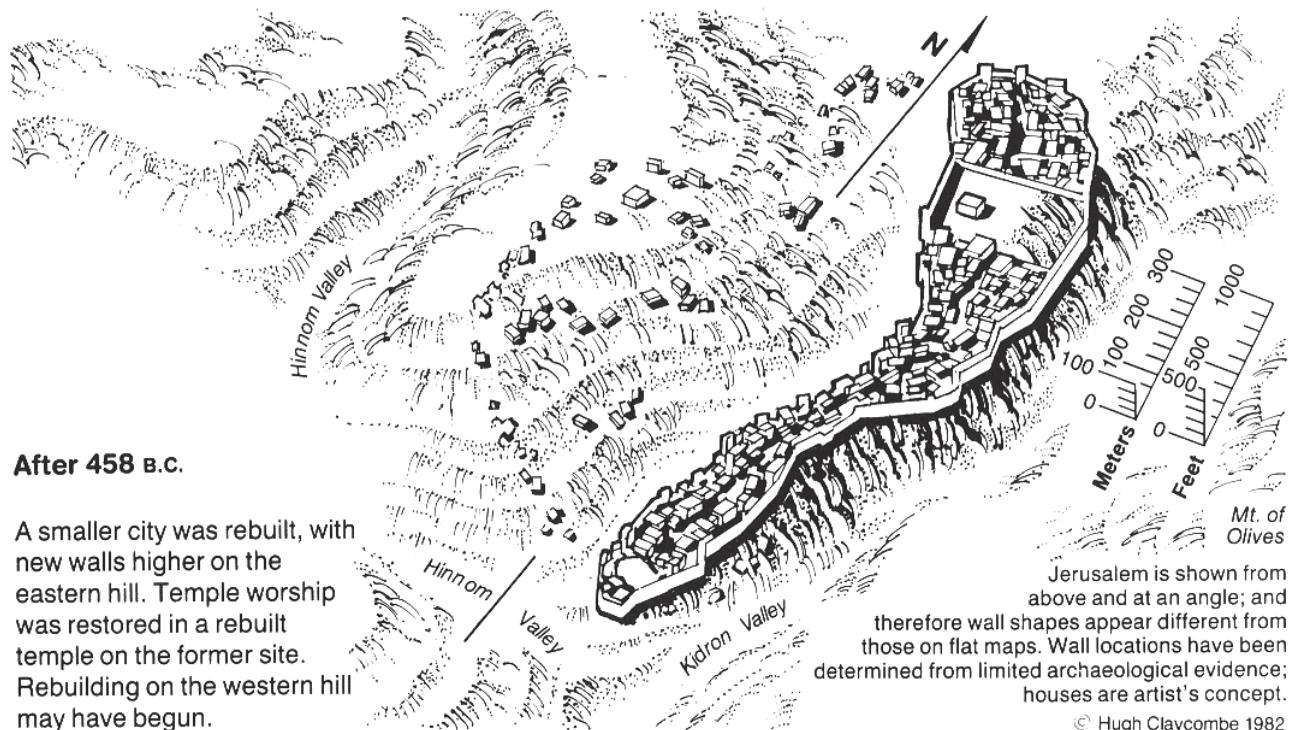 N
Hinnom Valley
300
1000
200
100
100
500
500
0
0
Meters
Feet
After 458 B.C.
A smaller city was rebuilt, with
new walls higher on the
eastern hill. Temple worship
was restored in a rebuilt
temple on the former site.
Rebuilding on the western hill
may have begun.
Hinnom
Valley
Kidron Valley
Mt. of
Olives
Jerusalem is shown from
above and at an angle; and
therefore wall shapes appear different from
those on flat maps. Wall locations have been
determined from limited archaeological evidence;
houses are artist's concept.
© Hugh Claycombe 1982